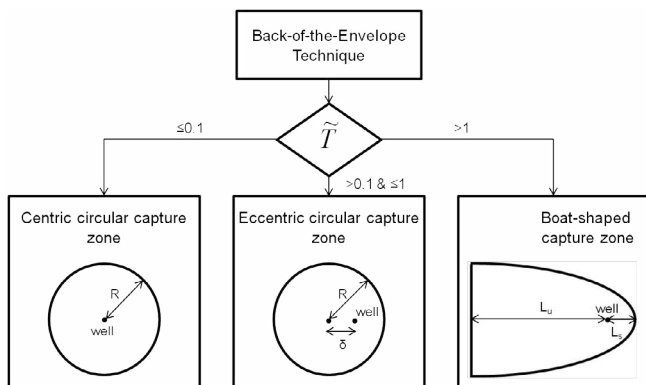 Back-of-the-Envelope
Technique
≤0.1
T̃
>1
>0.1 & ≤1
Centric circular capture
zone
R
well
Eccentric circular capture
zone
R
well
δ
Boat-shaped
capture zone
Lᵤ
well
Lₛ